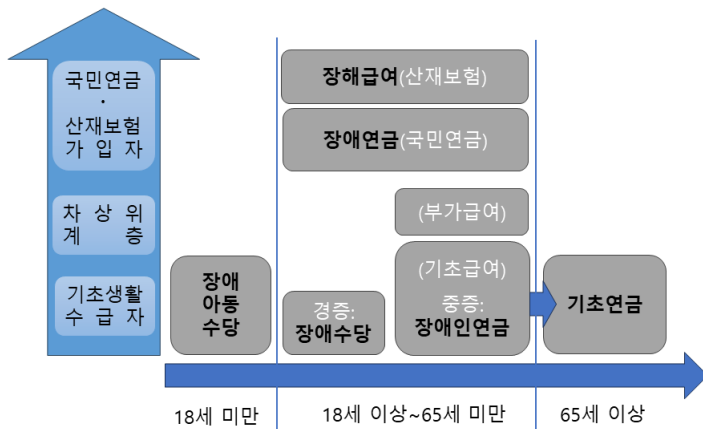 국민연금
·
산재보험
가 입 자
차 상 위
계 층
기초생활
수 급 자
장해급여(산재보험)
장애연금(국민연금)
(부가급여)
(기초급여)
중증:
장애인연금
경증:
장애수당
장애
아동
수당
기초연금
18세 미만
18세 이상~65세 미만
65세 이상